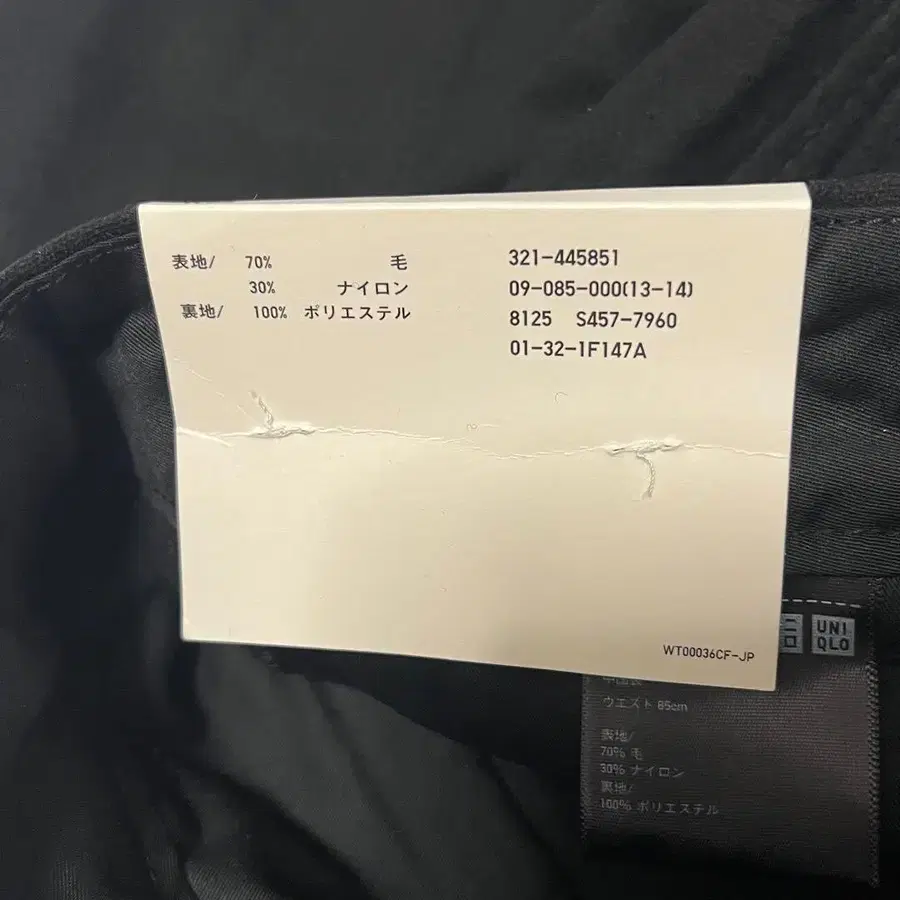 表地/ 70% 毛
30% ナイロン
裏地/ 100% ポリエステル
321-445851
09-085-000(13-14)
8125 S457-7960
01-32-1F147A
WT00036CF-JP
UNI
QLO
ウエスト 85cm
表地/
70% 毛
30% ナイロン
裏地/
100% ポリエステル